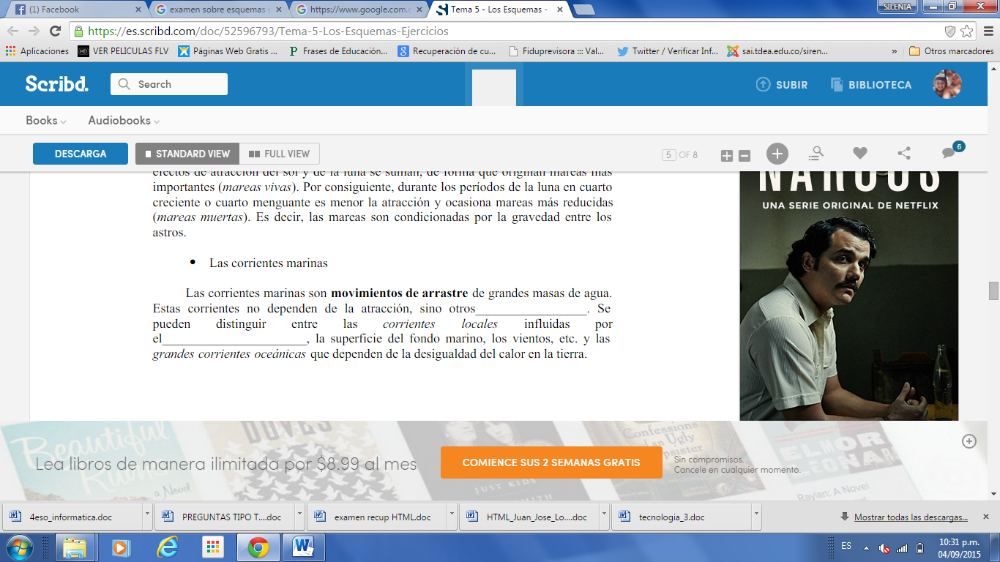 (1) Facebook
examen sobre esquemas
https://www.google.com.
Tema 5 - Los Esquemas -
SILENIA
https://es.scribd.com/doc/52596793/Tema-5-Los-Esquemas-Ejercicios
Aplicaciones
VER PELICULAS FLV
Páginas Web Gratis ...
Frases de Educación...
Recuperación de cu...
Fiduprevisora ::: Val...
Twitter / Verificar Inf...
sai.tdea.edu.co/siren...
»
Otros marcadores
Scribd.
Search
SUBIR
BIBLIOTECA
Books
Audiobooks
DESCARGA
STANDARD VIEW
FULL VIEW
5 OF 8
6
efectos de atracción del sol y de la luna se suman, de forma que originan mareas más
importantes (mareas vivas). Por consiguiente, durante los períodos de la luna en cuarto
creciente o cuarto menguante es menor la atracción y ocasiona mareas más reducidas
(mareas muertas). Es decir, las mareas son condicionadas por la gravedad entre los
astros.
• Las corrientes marinas
Las corrientes marinas son movimientos de arrastre de grandes masas de agua.
Estas corrientes no dependen de la atracción, sino otros_________________. Se
pueden distinguir entre las corrientes locales influidas por
el______________________, la superficie del fondo marino, los vientos, etc. y las
grandes corrientes oceánicas que dependen de la desigualdad del calor en la tierra.
NARCOS
UNA SERIE ORIGINAL DE NETFLIX
Beautiful
Ruins
a Novel
DOVES
JUST KIDS
SMITH
Confessions
of an Ugly
Stepsister
ELMOR
LEONAR
Raylan: A Novel
Lea libros de manera ilimitada por $8.99 al mes
COMIENCE SUS 2 SEMANAS GRATIS
Sin compromisos.
Cancele en cualquier momento.
4eso_informatica.doc
PREGUNTAS TIPO T....doc
examen recup HTML.doc
HTML_Juan_Jose_Lo....doc
tecnologia_3.doc
Mostrar todas las descargas...
ES
10:31 p.m.
04/09/2015